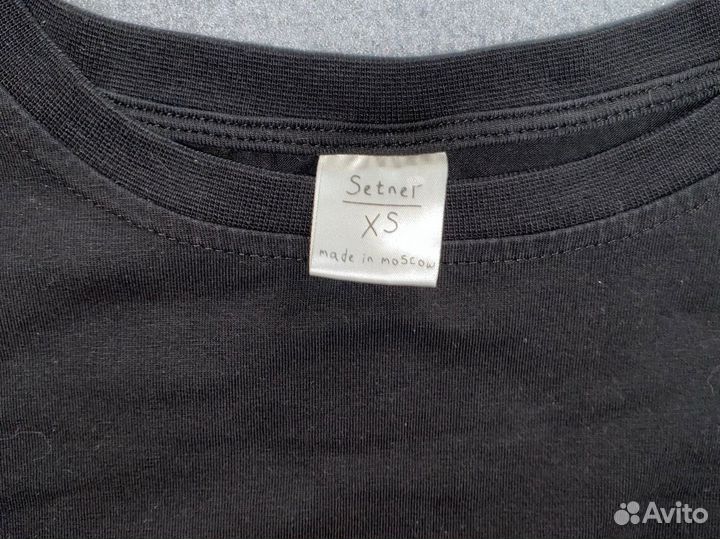 Setner
XS
made in moscow
Avito